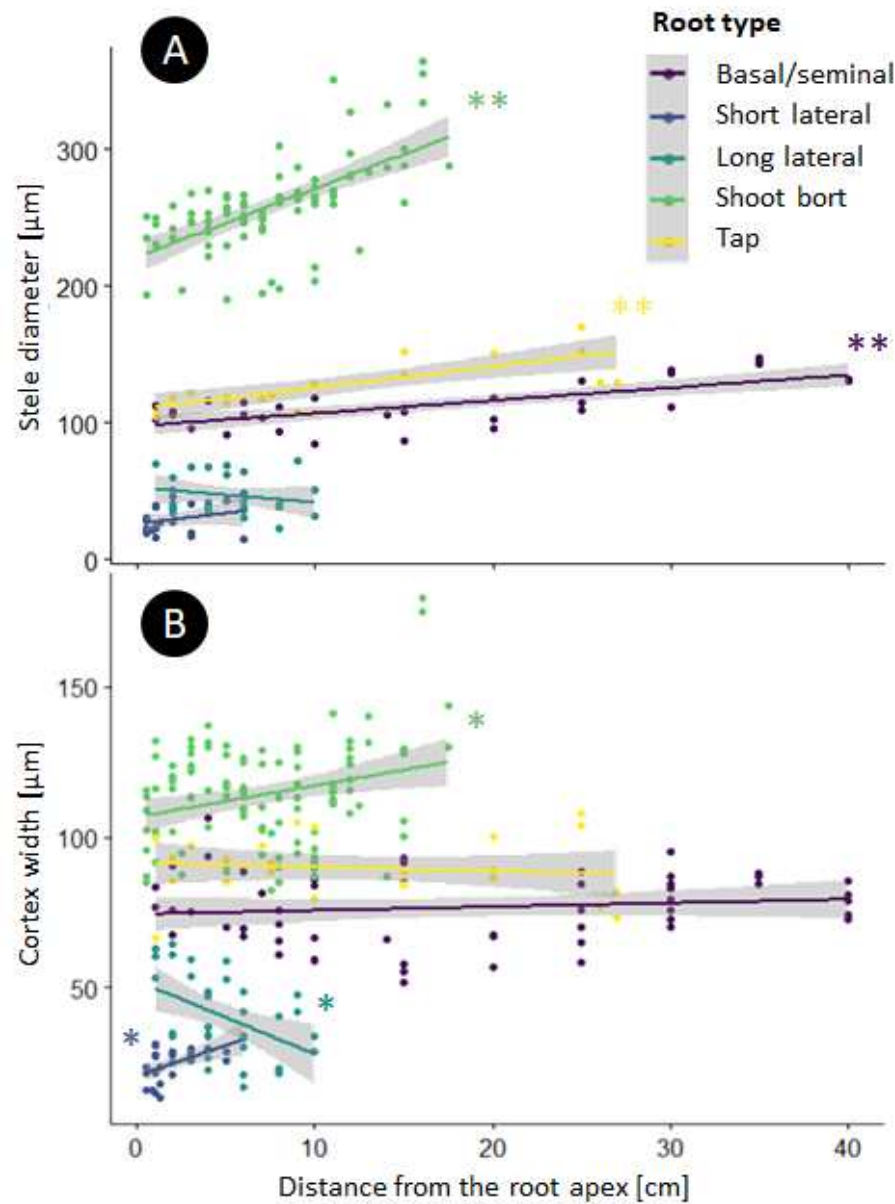 A
Root type
Basal/seminal
Short lateral
Long lateral
Shoot bort
Tap
**
**
**
Stele diameter [µm]
300
200
100
0
B
*
*
*
Cortex width [µm]
150
100
50
0 10 20 30 40
Distance from the root apex [cm]